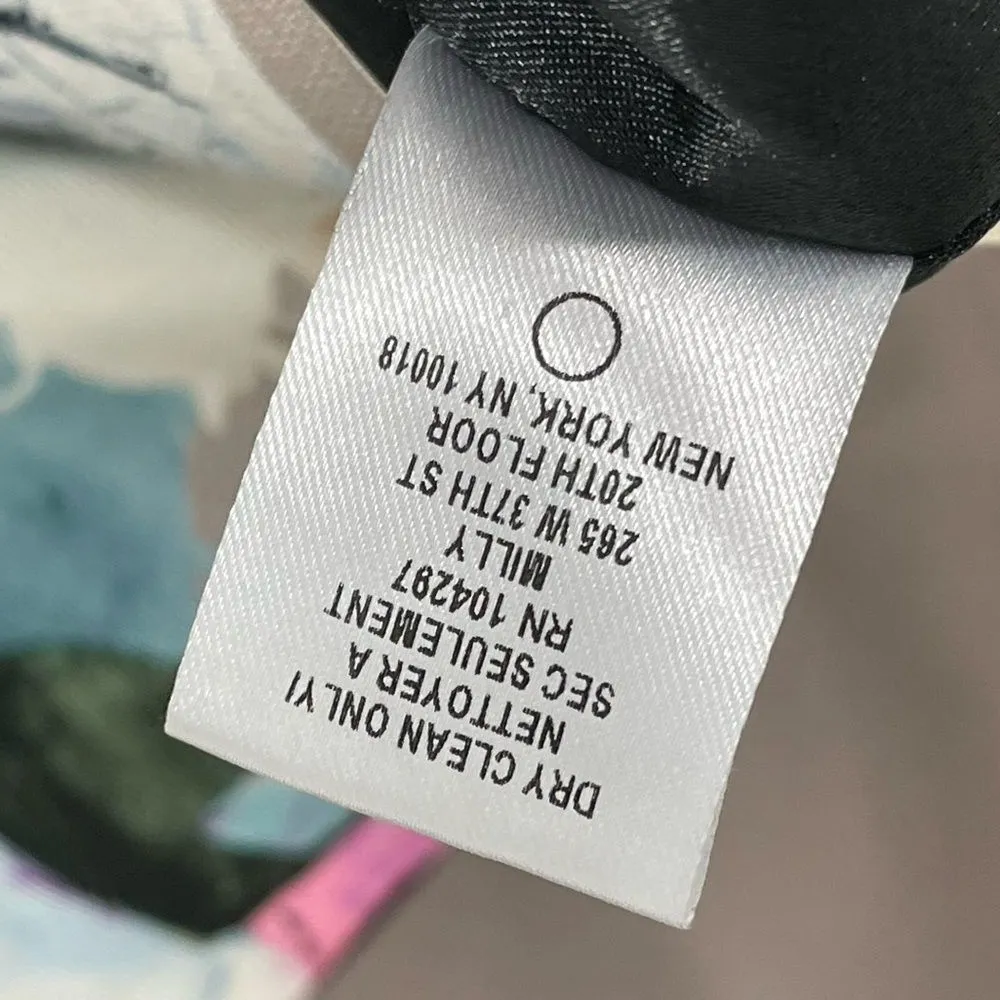 DRY CLEAN ONLY!
NETTOYER A
SEC SEULEMENT
RN 104297
MILLY
265 W 37TH ST
20TH FLOOR
NEW YORK, NY 10018